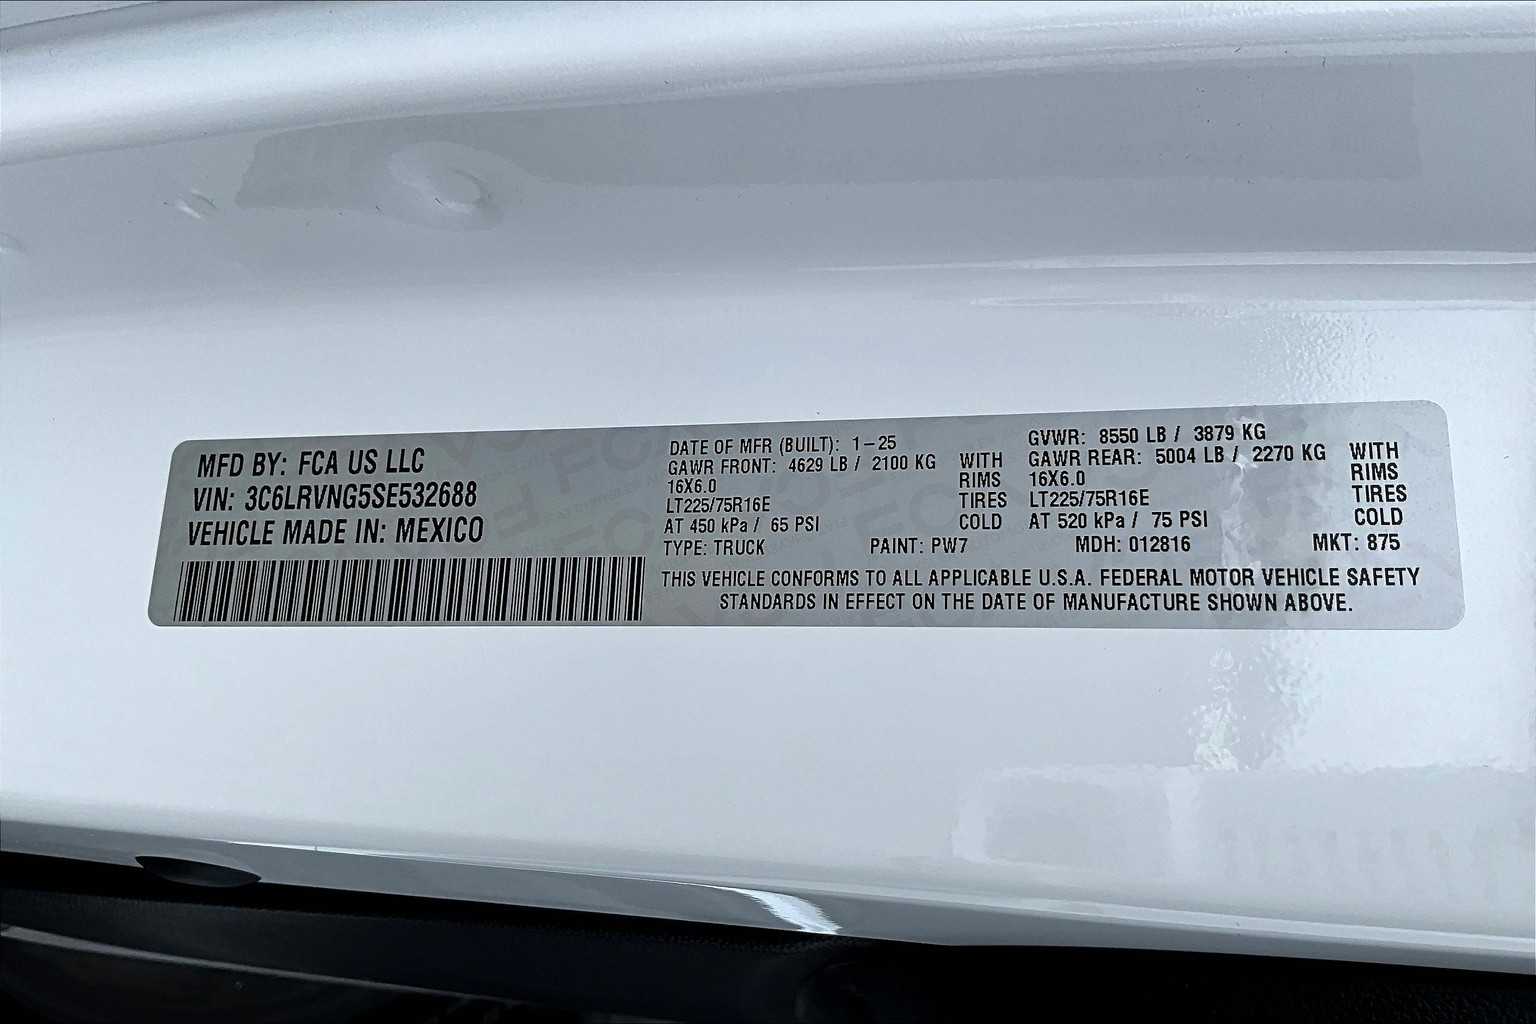 MFD BY: FCA US LLC
VIN: 3C6LRVNG5SE532688
VEHICLE MADE IN: MEXICO
DATE OF MFR (BUILT): 1-25
GAWR FRONT: 4629 LB / 2100 KG WITH
16X6.0 RIMS
LT225/75R16E TIRES
AT 450 kPa / 65 PSI COLD
GVWR: 8550 LB / 3879 KG
GAWR REAR: 5004 LB / 2270 KG WITH
16X6.0 RIMS
LT225/75R16E TIRES
AT 520 kPa / 75 PSI COLD
TYPE: TRUCK PAINT: PW7 MDH: 012816 MKT: 875
THIS VEHICLE CONFORMS TO ALL APPLICABLE U.S.A. FEDERAL MOTOR VEHICLE SAFETY
STANDARDS IN EFFECT ON THE DATE OF MANUFACTURE SHOWN ABOVE.